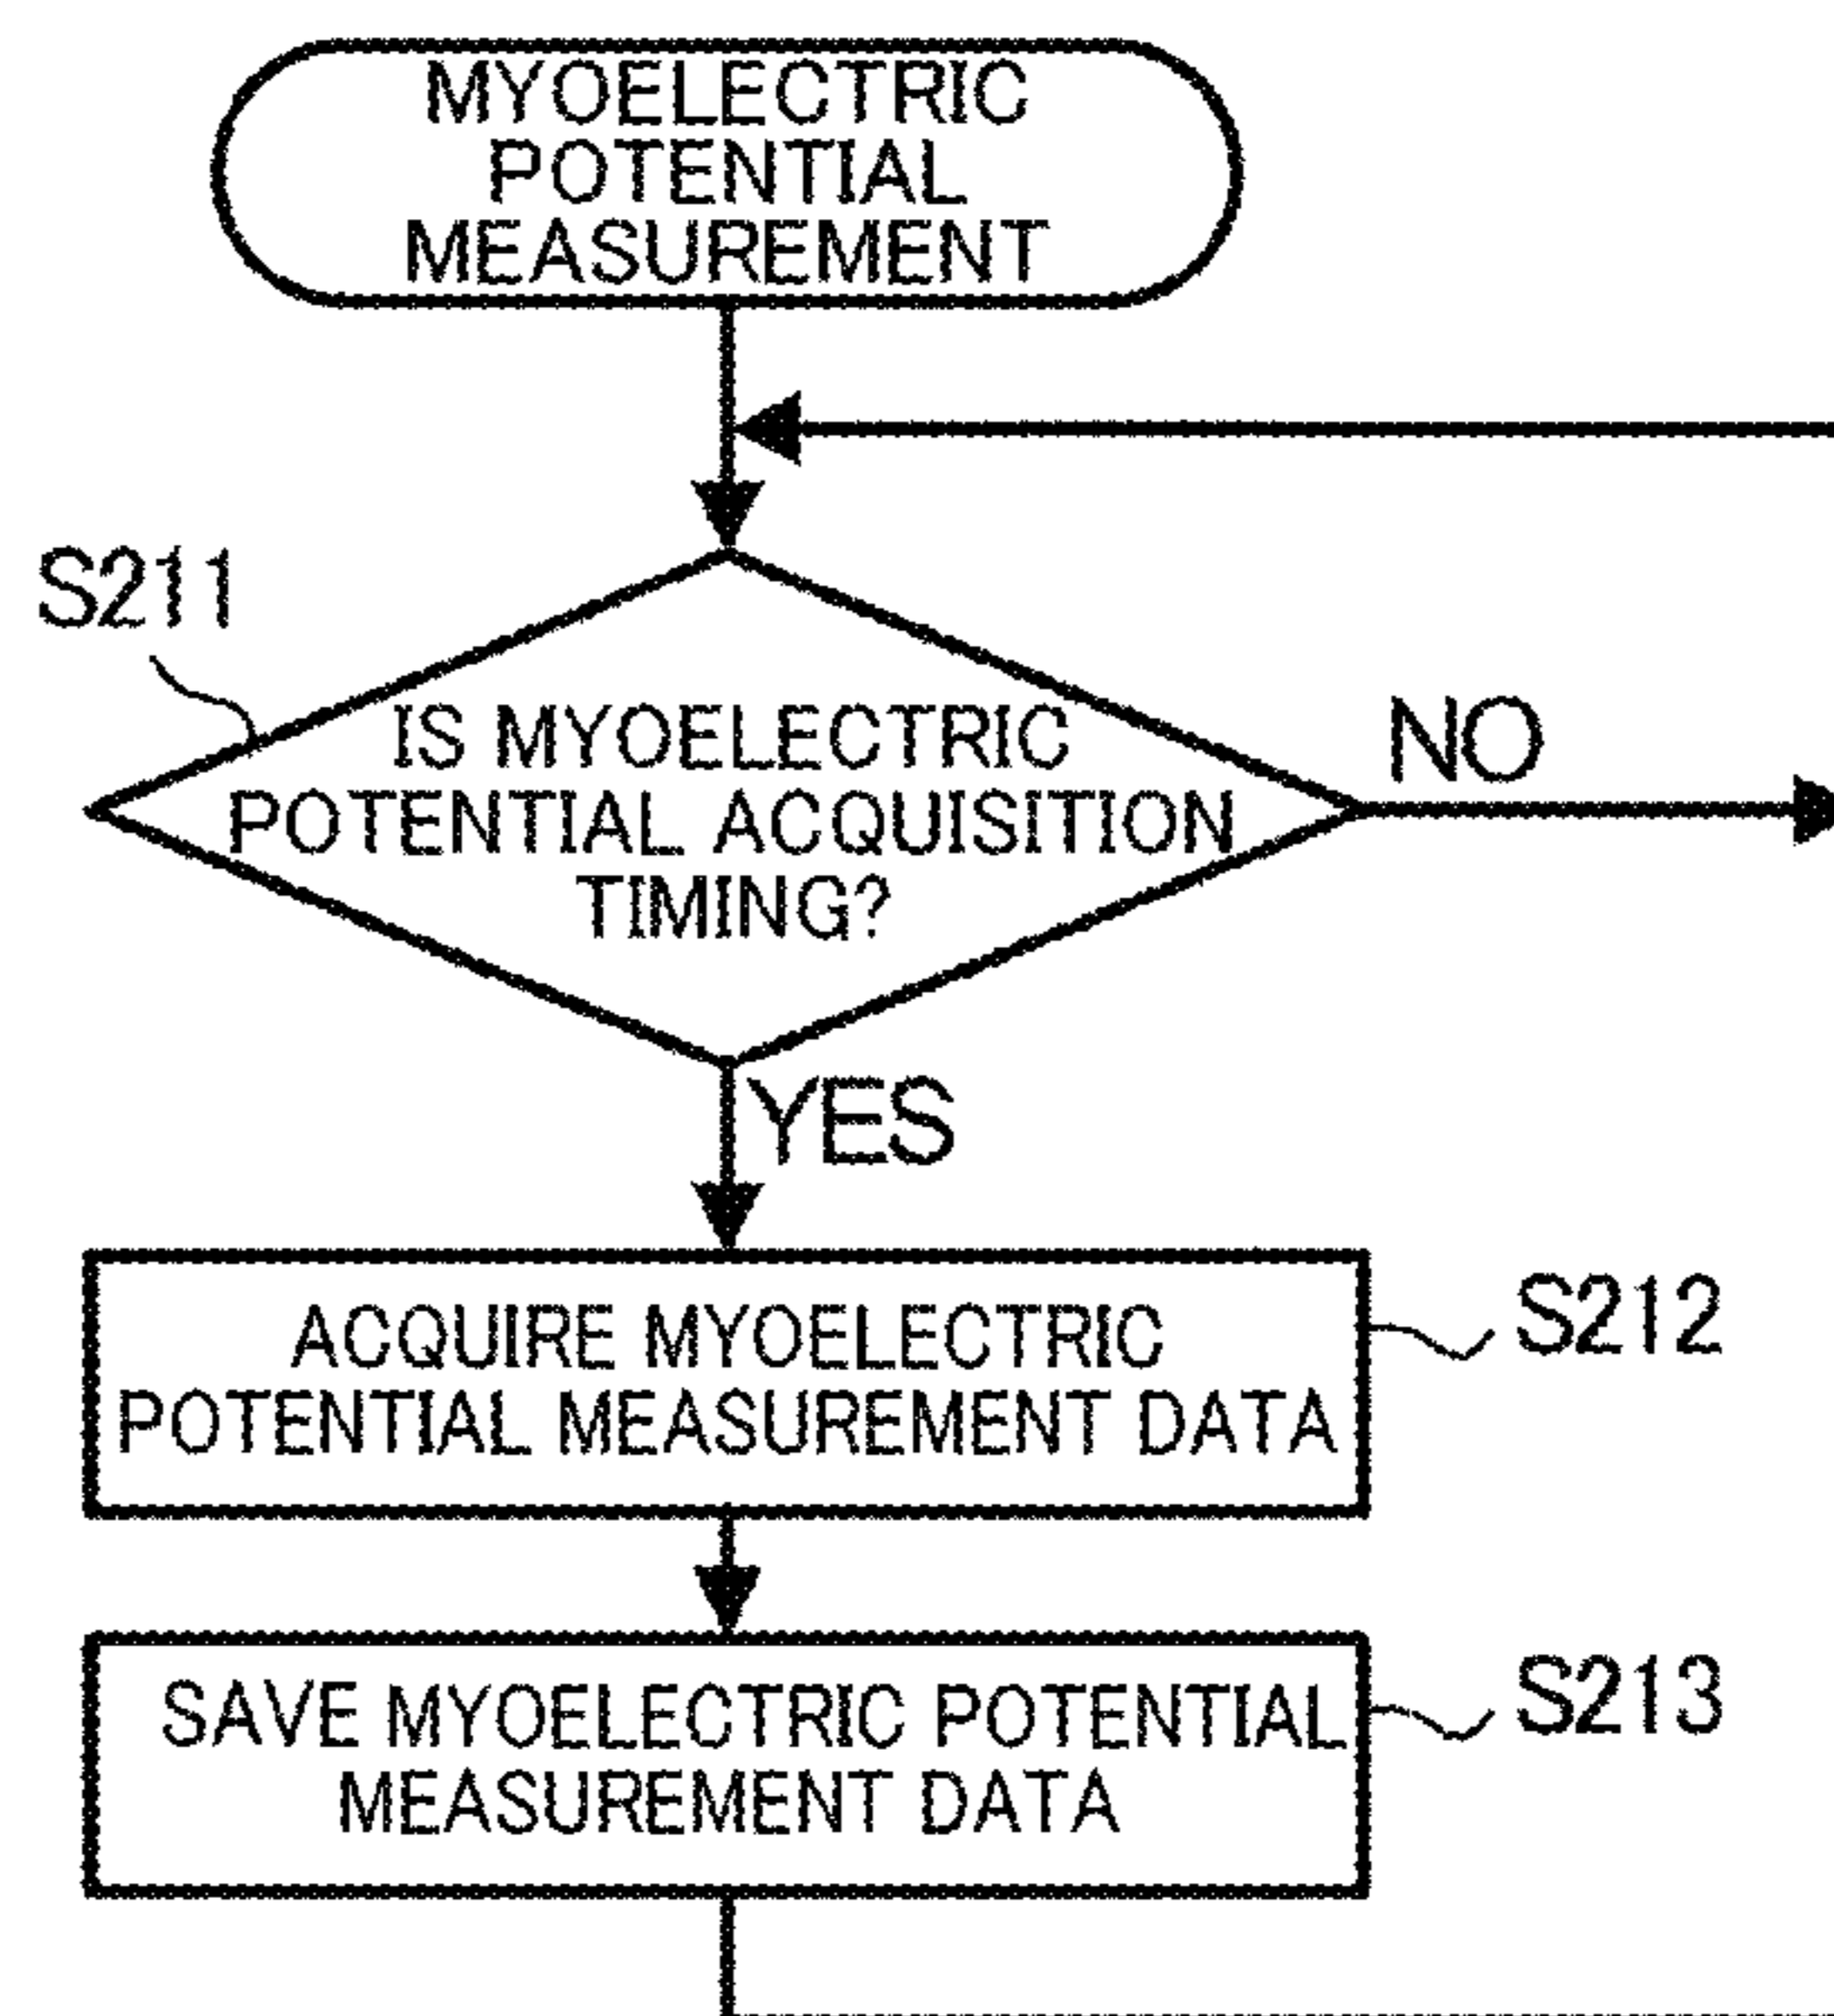 MYOELECTRIC
POTENTIAL
MEASUREMENT
S211
IS MYOELECTRIC
POTENTIAL ACQUISITION
TIMING?
NO
YES
ACQUIRE MYOELECTRIC
POTENTIAL MEASUREMENT DATA
S212
SAVE MYOELECTRIC POTENTIAL
MEASUREMENT DATA
S213